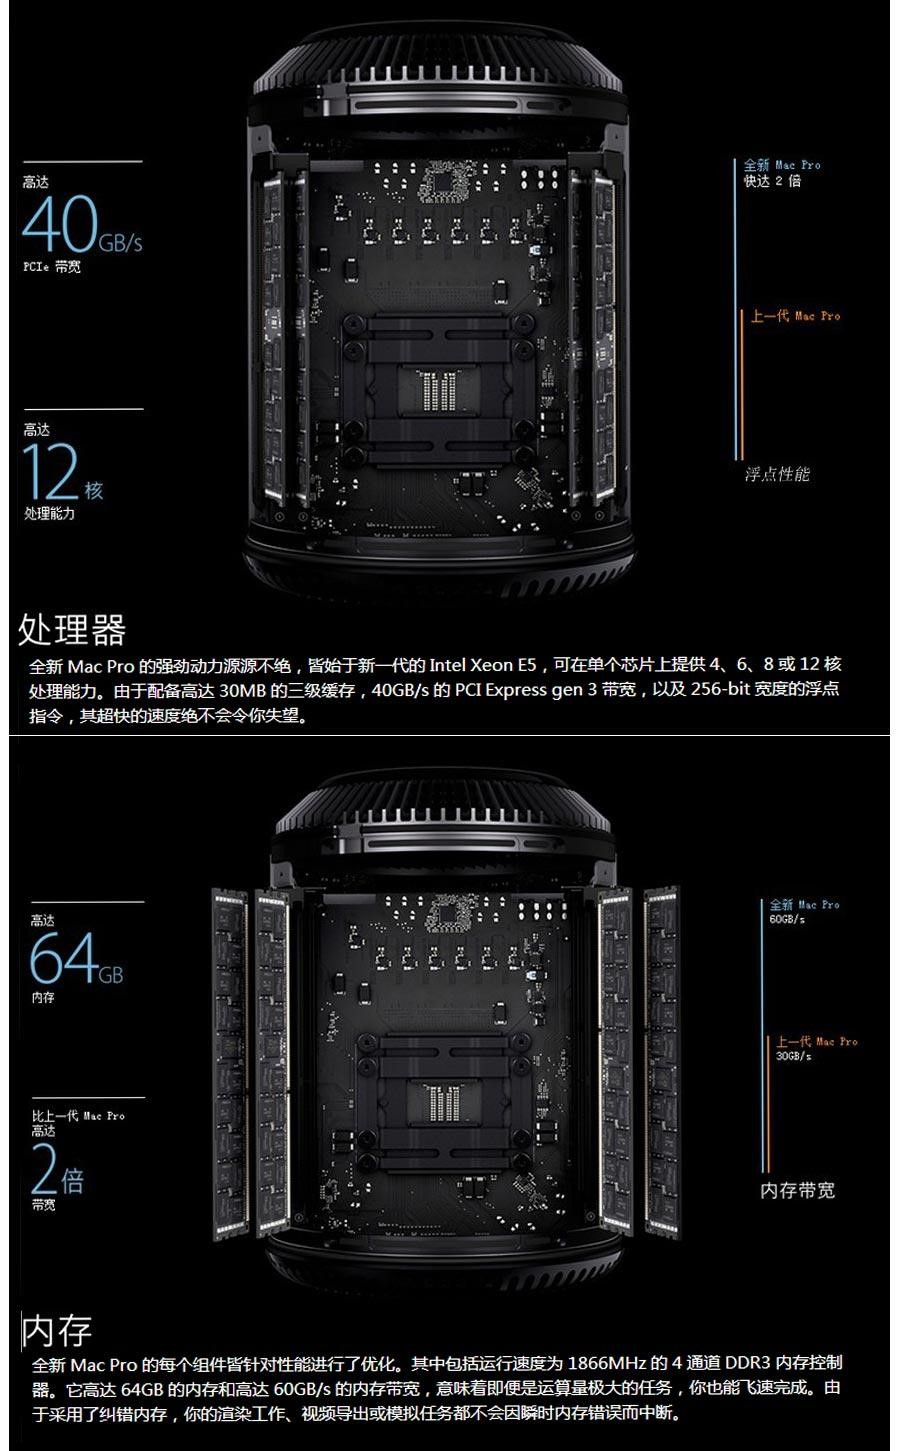 高达
40GB/s
PCIe 带宽
全新 Mac Pro
快达 2 倍
上一代 Mac Pro
高达
12核
处理能力
浮点性能
处理器
全新 Mac Pro 的强劲动力源源不绝，皆始于新一代的 Intel Xeon E5，可在单个芯片上提供 4、6、8 或 12 核
处理能力。由于配备高达 30MB 的三级缓存，40GB/s 的 PCI Express gen 3 带宽，以及 256-bit 宽度的浮点
指令，其超快的速度绝不会令你失望。
高达
64GB
内存
全新 Mac Pro
60GB/s
上一代 Mac Pro
30GB/s
比上一代 Mac Pro
高达
2倍
带宽
内存带宽
内存
全新 Mac Pro 的每个组件皆针对性能进行了优化。其中包括运行速度为 1866MHz 的 4 通道 DDR3 内存控制
器。它高达 64GB 的内存和高达 60GB/s 的内存带宽，意味着即便是运算量极大的任务，你也能飞速完成。由
于采用了纠错内存，你的渲染工作、视频导出或模拟任务都不会因瞬时内存错误而中断。